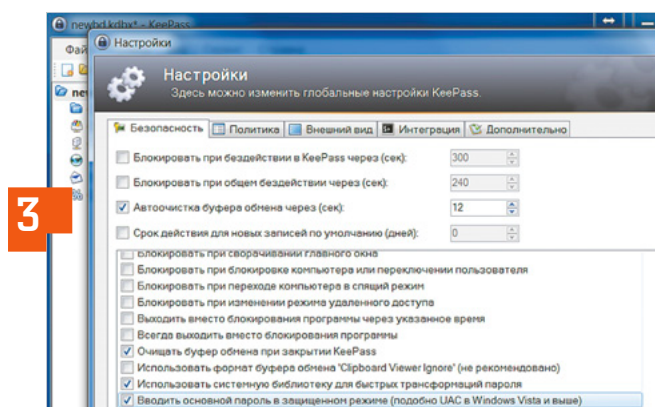 newbd.kdbx* - KeePass
Фай
Настройки
Настройки
Здесь можно изменить глобальные настройки KeePass.
Безопасность Политика Внешний вид Интеграция Дополнительно
Блокировать при бездействии в KeePass через (сек): 300
Блокировать при общем бездействии через (сек): 240
Автоочистка буфера обмена через (сек): 12
Срок действия для новых записей по умолчанию (дней): 0
Блокировать при сворачивании главного окна
Блокировать при блокировке компьютера или переключении пользователя
Блокировать при переходе компьютера в спящий режим
Блокировать при изменении режима удаленного доступа
Выходить вместо блокирования программы через указанное время
Всегда выходить вместо блокирования программы
Очищать буфер обмена при закрытии KeePass
Использовать формат буфера обмена 'Clipboard Viewer Ignore' (не рекомендовано)
Использовать системную библиотеку для быстрых трансформаций пароля
Вводить основной пароль в защищенном режиме (подобно UAC в Windows Vista и выше)
3